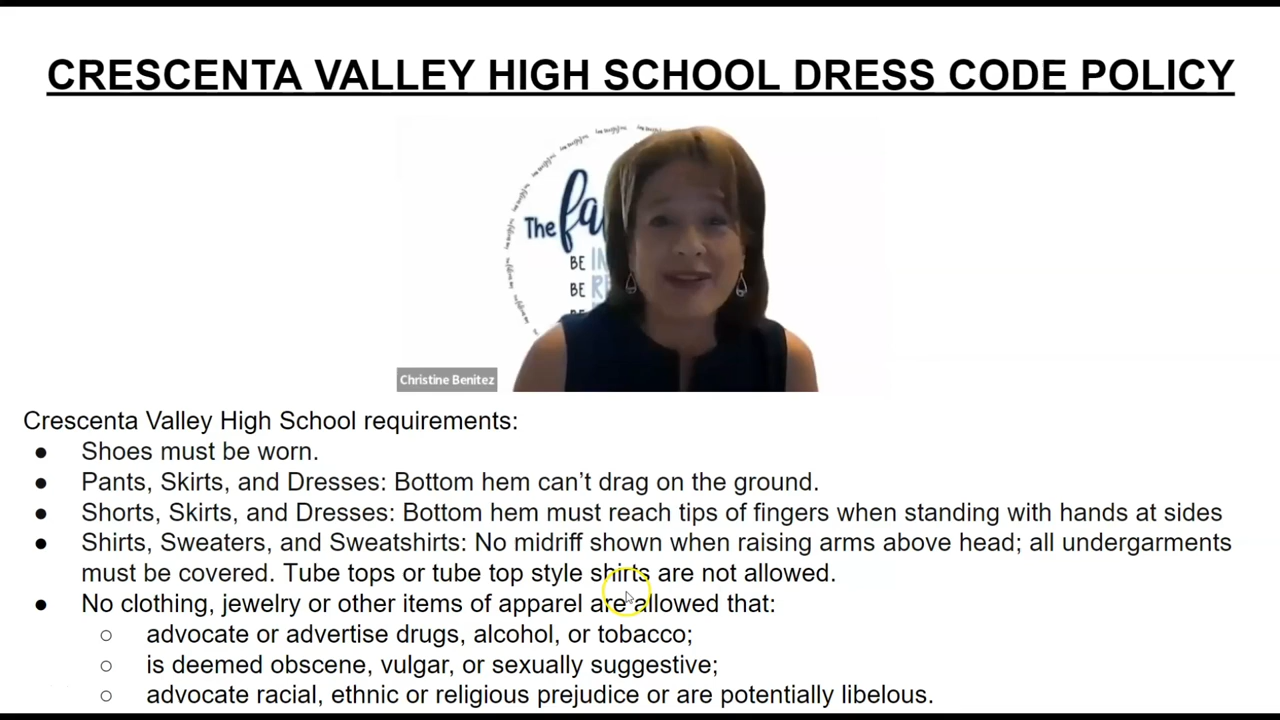 CRESCENTA VALLEY HIGH SCHOOL DRESS CODE POLICY
The
BE
BE
Christine Benitez
Crescenta Valley High School requirements:
● Shoes must be worn.
● Pants, Skirts, and Dresses: Bottom hem can’t drag on the ground.
● Shorts, Skirts, and Dresses: Bottom hem must reach tips of fingers when standing with hands at sides
● Shirts, Sweaters, and Sweatshirts: No midriff shown when raising arms above head; all undergarments
must be covered. Tube tops or tube top style shirts are not allowed.
● No clothing, jewelry or other items of apparel are allowed that:
○ advocate or advertise drugs, alcohol, or tobacco;
○ is deemed obscene, vulgar, or sexually suggestive;
○ advocate racial, ethnic or religious prejudice or are potentially libelous.